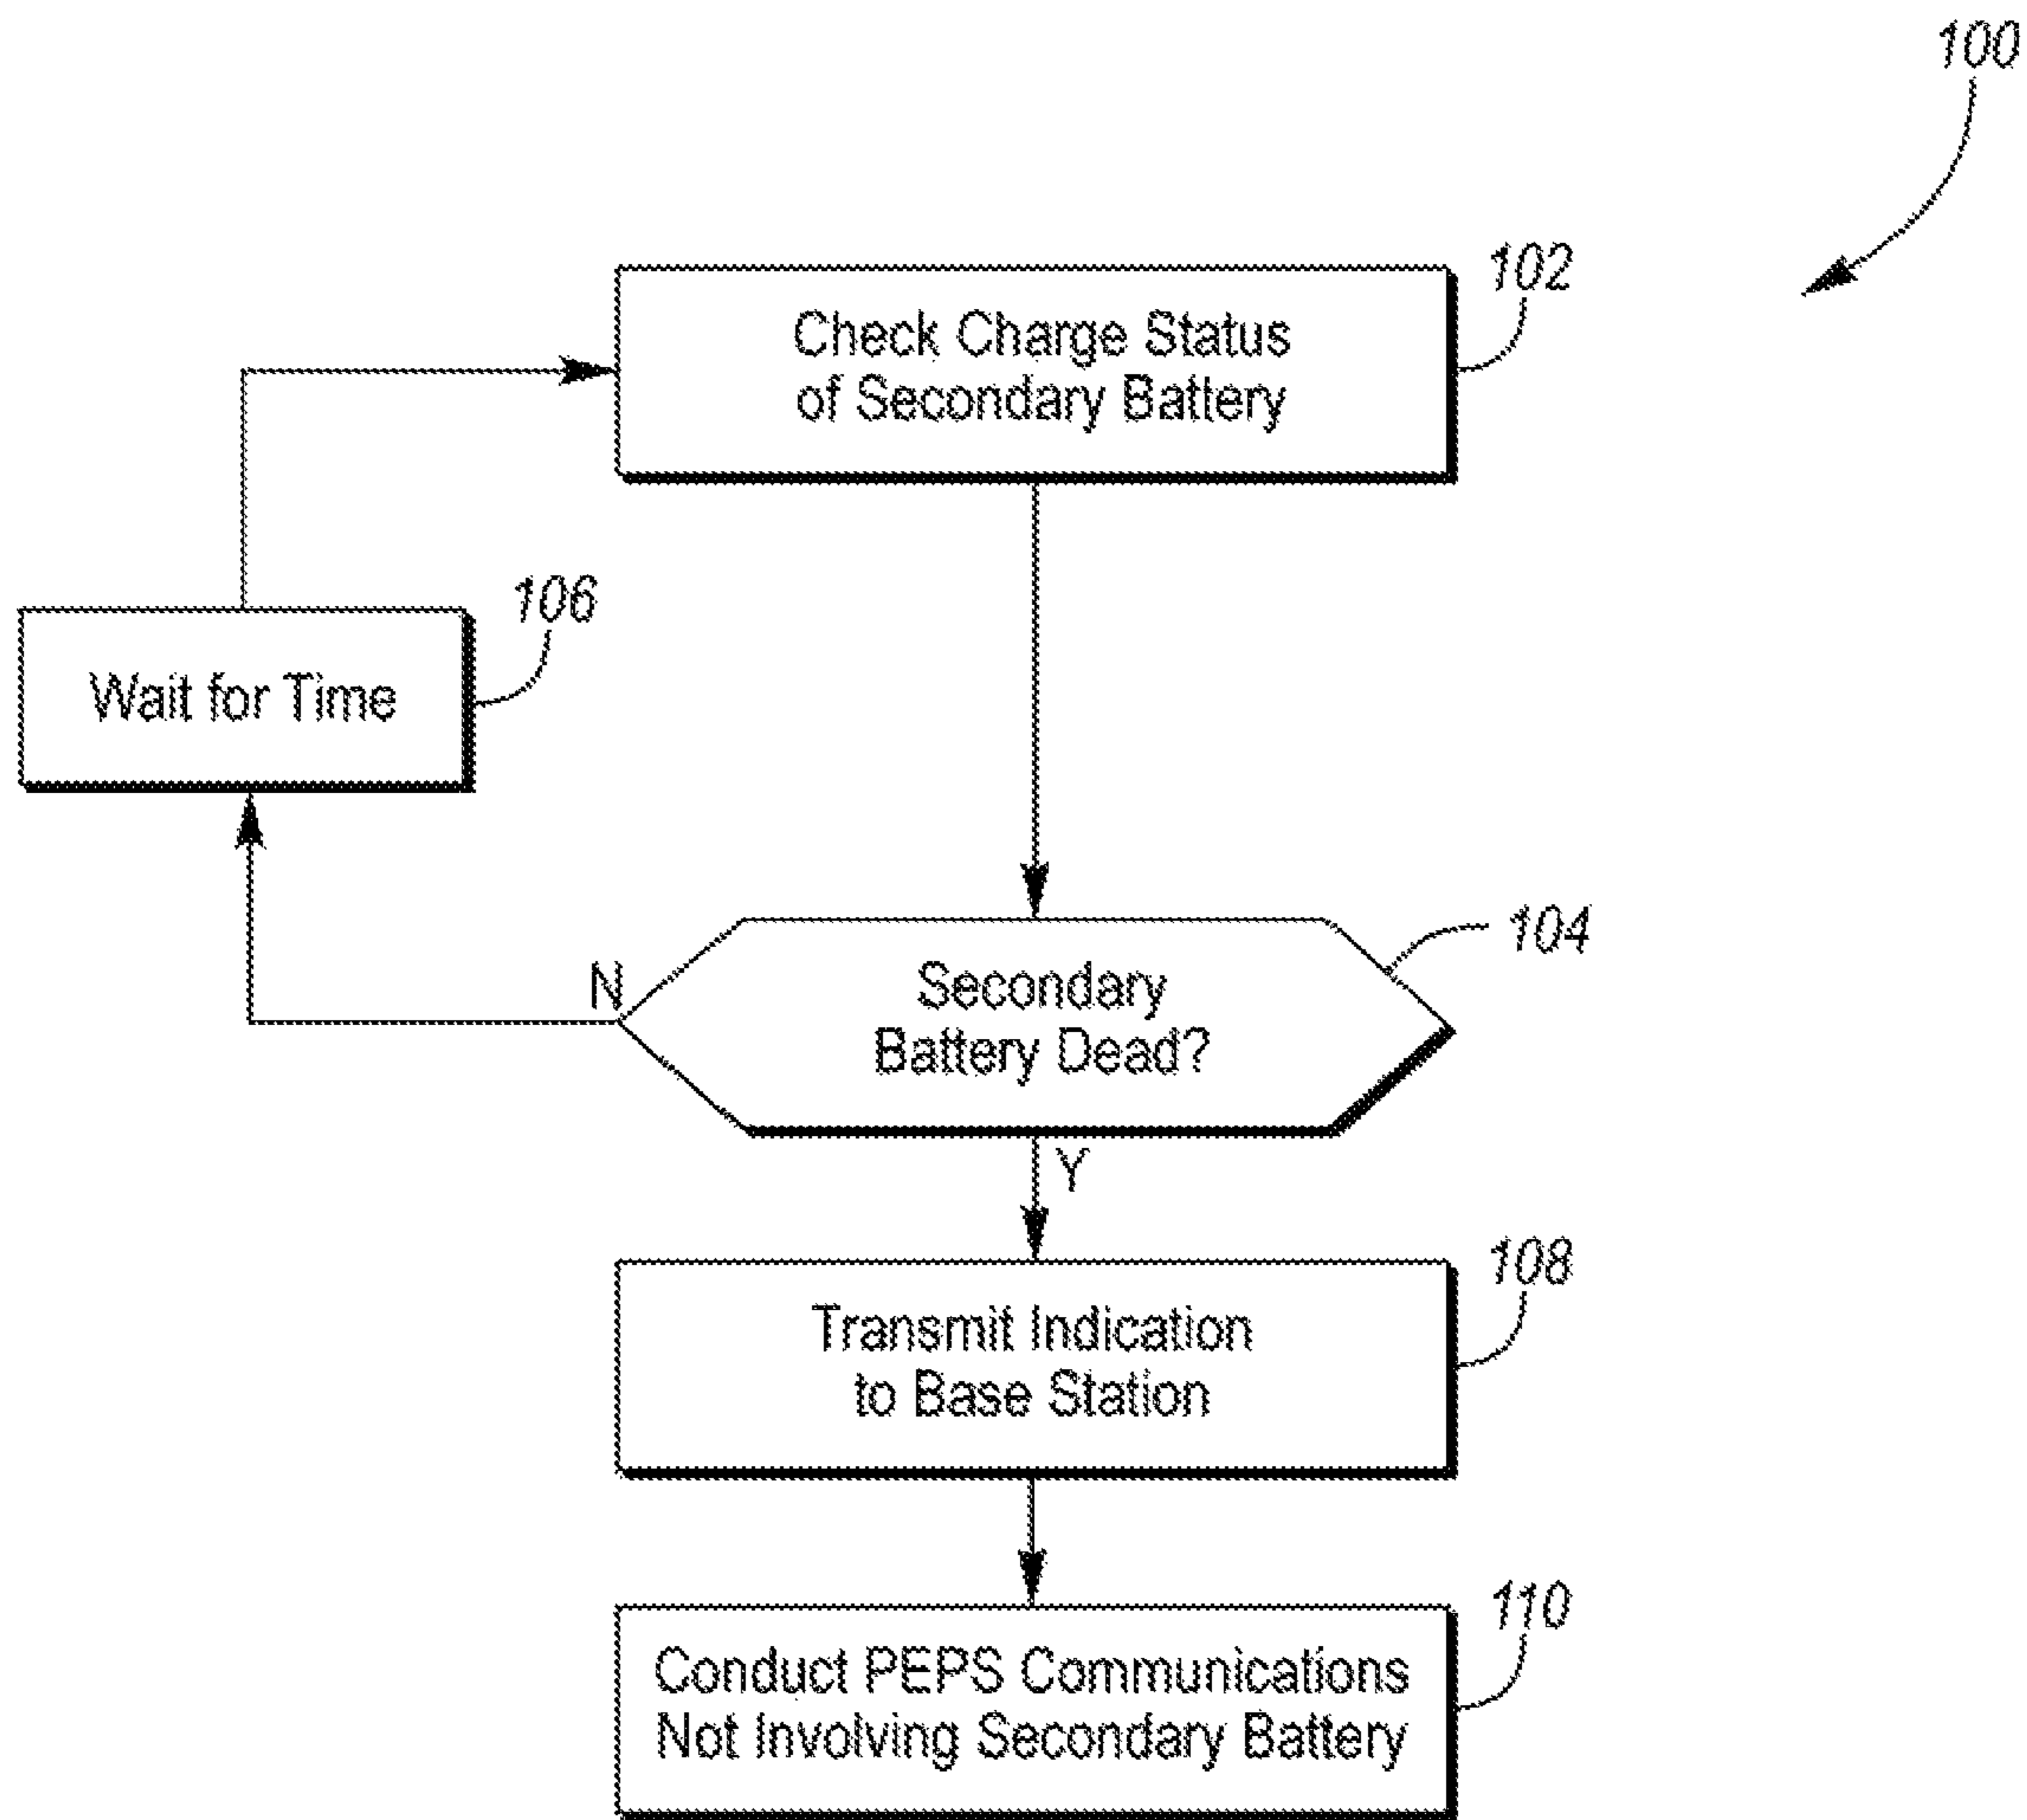 100
Check Charge Status
of Secondary Battery
102
Wait for Time
106
Secondary
Battery Dead?
104
N
Y
Transmit Indication
to Base Station
108
Conduct PEPS Communications
Not Involving Secondary Battery
110